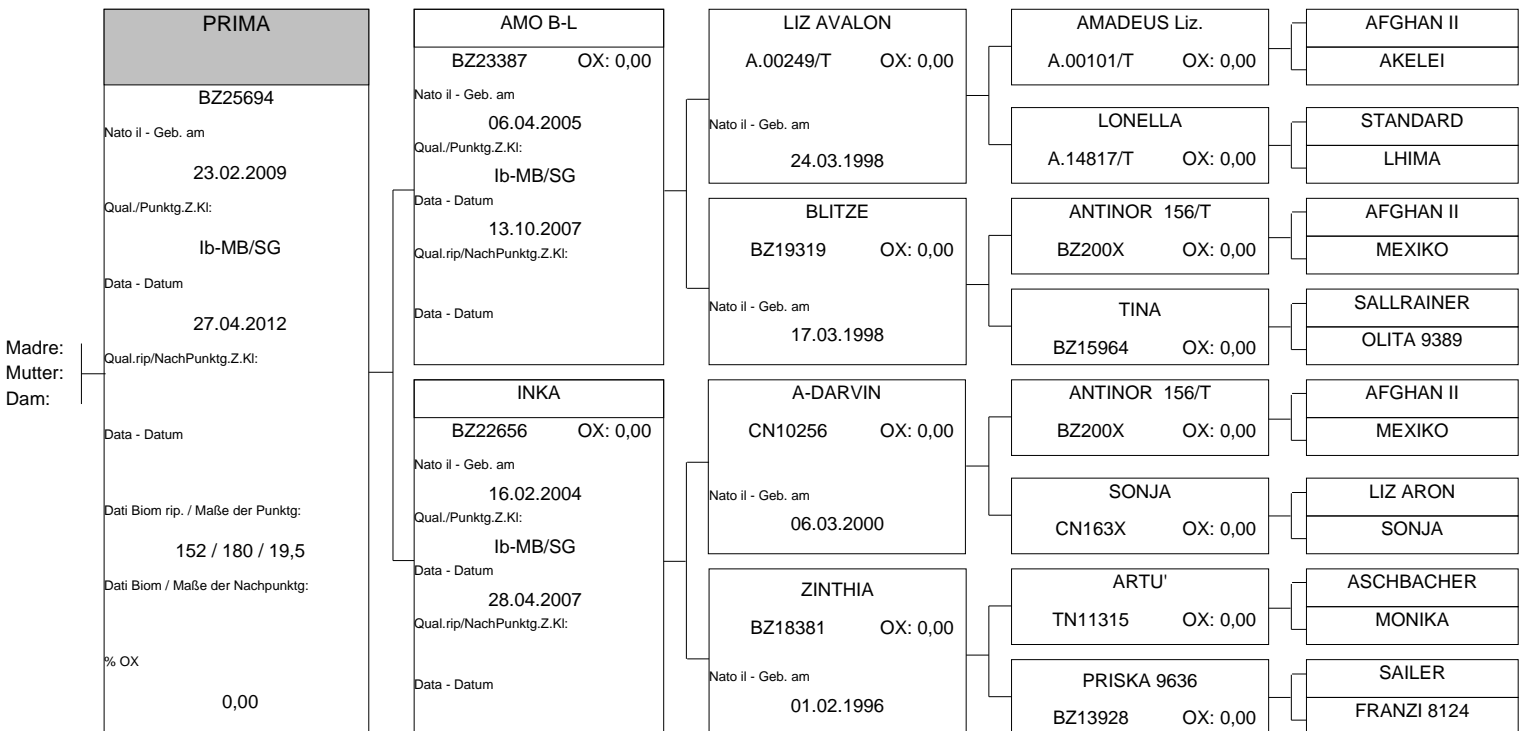 Madre:
Mutter:
Dam:
PRIMA
BZ25694
Nato il - Geb. am
23.02.2009
Qual./Punktg.Z.Kl:
Ib-MB/SG
Data - Datum
27.04.2012
Qual.rip/NachPunktg.Z.Kl:
Data - Datum
Dati Biom rip. / Maße der Punktg:
152 / 180 / 19,5
Dati Biom / Maße der Nachpunktg:
% OX
0,00
AMO B-L
BZ23387 OX: 0,00
Nato il - Geb. am
06.04.2005
Qual./Punktg.Z.Kl:
Ib-MB/SG
Data - Datum
13.10.2007
Qual.rip/NachPunktg.Z.Kl:
Data - Datum
INKA
BZ22656 OX: 0,00
Nato il - Geb. am
16.02.2004
Qual./Punktg.Z.Kl:
Ib-MB/SG
Data - Datum
28.04.2007
Qual.rip/NachPunktg.Z.Kl:
Data - Datum
LIZ AVALON
A.00249/T OX: 0,00
Nato il - Geb. am
24.03.1998
BLITZE
BZ19319 OX: 0,00
Nato il - Geb. am
17.03.1998
A-DARVIN
CN10256 OX: 0,00
Nato il - Geb. am
06.03.2000
ZINTHIA
BZ18381 OX: 0,00
Nato il - Geb. am
01.02.1996
AMADEUS Liz.
A.00101/T OX: 0,00
LONELLA
A.14817/T OX: 0,00
ANTINOR 156/T
BZ200X OX: 0,00
TINA
BZ15964 OX: 0,00
ANTINOR 156/T
BZ200X OX: 0,00
SONJA
CN163X OX: 0,00
ARTU'
TN11315 OX: 0,00
PRISKA 9636
BZ13928 OX: 0,00
AFGHAN II
AKELEI
STANDARD
LHIMA
AFGHAN II
MEXIKO
SALLRAINER
OLITA 9389
AFGHAN II
MEXIKO
LIZ ARON
SONJA
ASCHBACHER
MONIKA
SAILER
FRANZI 8124